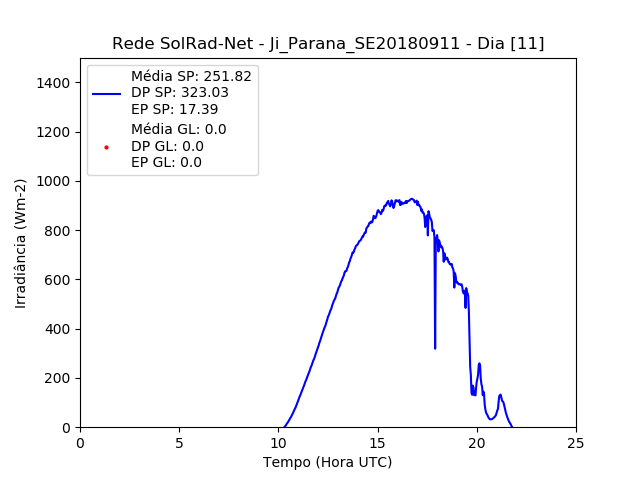 Rede SolRad-Net - Ji_Parana_SE20180911 - Dia [11]
Média SP: 251.82
DP SP: 323.03
EP SP: 17.39
Média GL: 0.0
DP GL: 0.0
EP GL: 0.0
1400
1200
1000
800
600
400
200
0
Irradiância (Wm-2)
0 5 10 15 20 25
Tempo (Hora UTC)